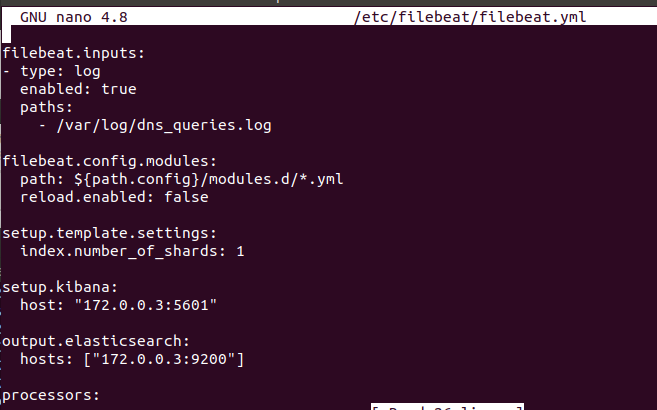 GNU nano 4.8 /etc/filebeat/filebeat.yml
filebeat.inputs:
- type: log
  enabled: true
  paths:
    - /var/log/dns_queries.log
filebeat.config.modules:
  path: ${path.config}/modules.d/*.yml
  reload.enabled: false
setup.template.settings:
  index.number_of_shards: 1
setup.kibana:
  host: "172.0.0.3:5601"
output.elasticsearch:
  hosts: ["172.0.0.3:9200"]
processors: